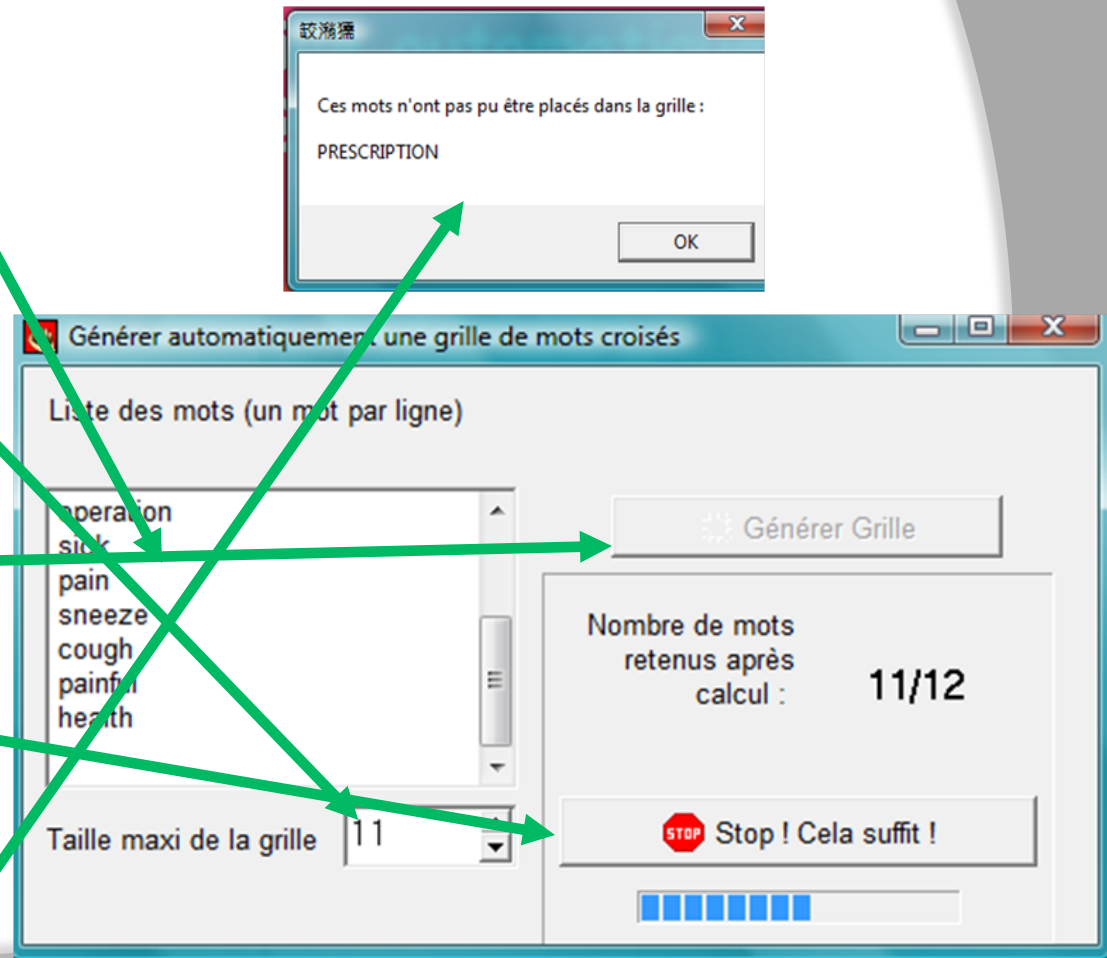 Ces mots n'ont pas pu être placés dans la grille :
PRESCRIPTION
OK
Générer automatiquement une grille de mots croisés
Liste des mots (un mot par ligne)
operation
sick
pain
sneeze
cough
painful
health
Générer Grille
Nombre de mots
retenus après
calcul :
11/12
Taille maxi de la grille
11
STOP Stop ! Cela suffit !